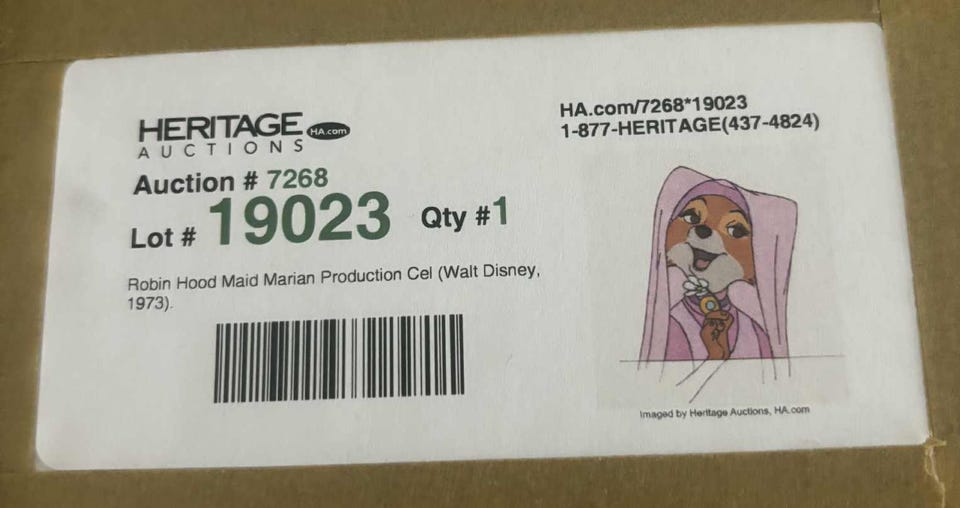 HERITAGE HA.com
AUCTIONS
Auction # 7268
Lot # 19023 Qty #1
Robin Hood Maid Marian Production Cel (Walt Disney,
1973).
HA.com/7268*19023
1-877-HERITAGE(437-4824)
Imaged by Heritage Auctions, HA.com